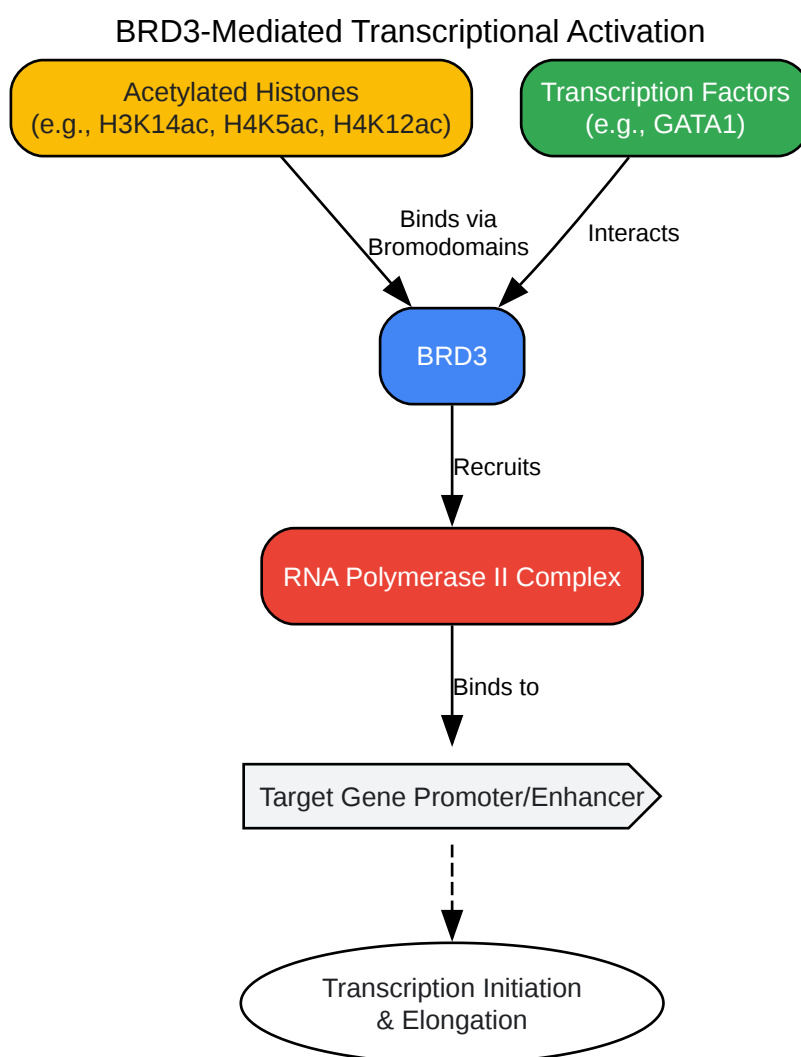 BRD3-Mediated Transcriptional Activation
Acetylated Histones
(e.g., H3K14ac, H4K5ac, H4K12ac)
Transcription Factors
(e.g., GATA1)
Binds via
Bromodomains
Interacts
BRD3
Recruits
RNA Polymerase II Complex
Binds to
Target Gene Promoter/Enhancer
Transcription Initiation
& Elongation